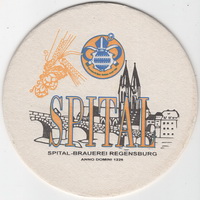 SPITAL
SPITAL-BRAUEREI REGENSBURG
ANNO DOMINI 1226